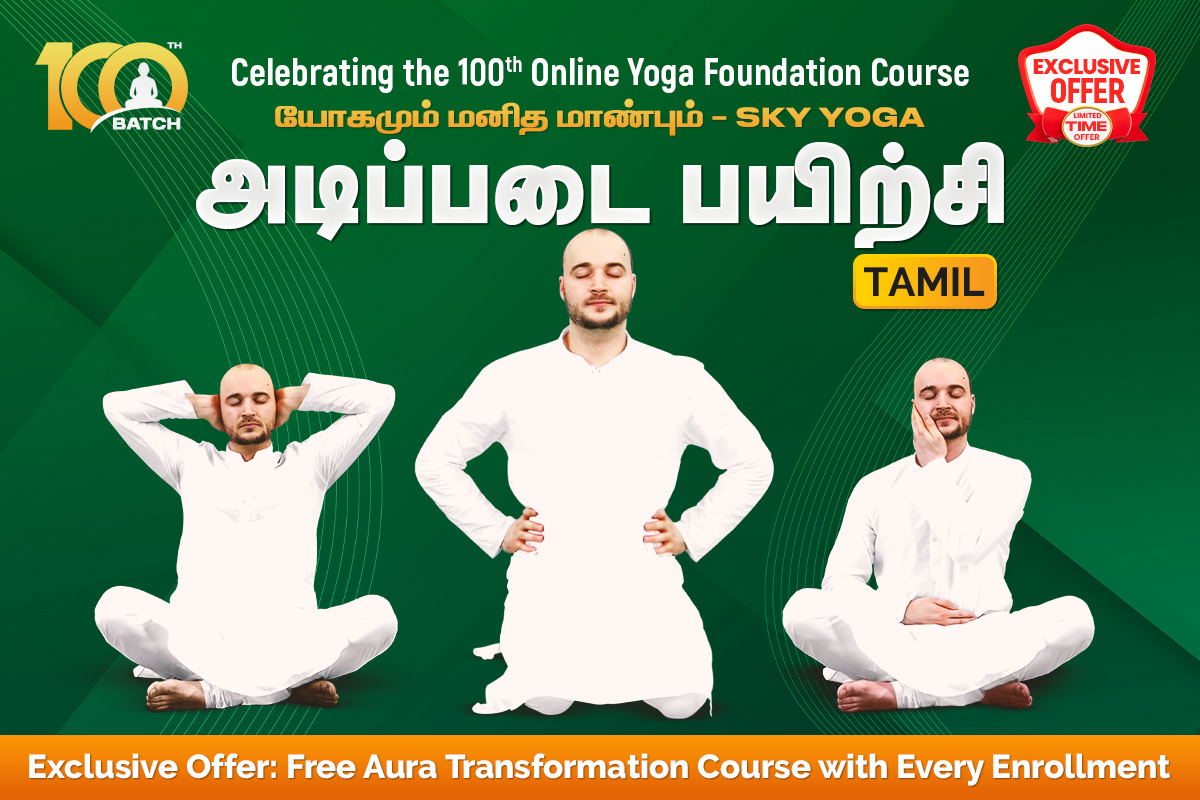 100TH
BATCH
Celebrating the 100th Online Yoga Foundation Course
யோகமும் மனித மாண்பும் – SKY YOGA
அடிப்படை பயிற்சி
TAMIL
EXCLUSIVE
OFFER
LIMITED
TIME
OFFER
Exclusive Offer: Free Aura Transformation Course with Every Enrollment